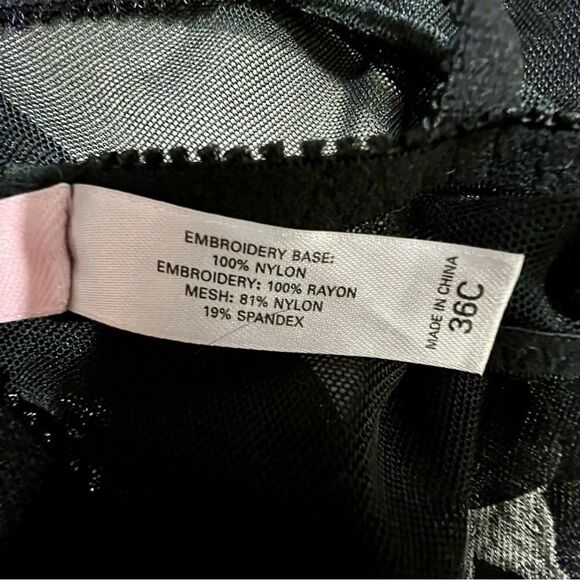 EMBROIDERY BASE:
100% NYLON
EMBROIDERY: 100% RAYON
MESH: 81% NYLON
19% SPANDEX
MADE IN CHINA
36C